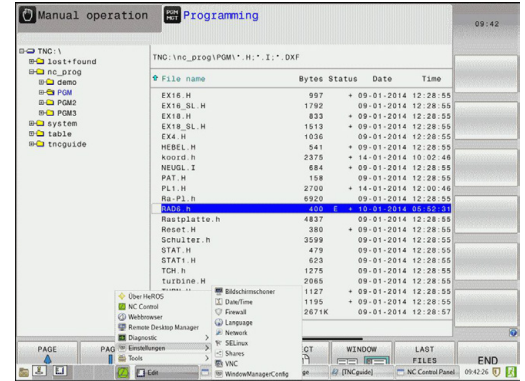 Manual operation
PGM
MGT
Programming
09:42
TNC:\
lost+found
nc_prog
demo
PGM
PGM2
PGM3
system
table
tncguide
TNC:\nc_prog\PGM\*.H;*.I;*.DXF
File name Bytes Status Date Time
EX16.H 997 + 09-01-2014 12:28:55
EX16_SL.H 1792 09-01-2014 12:28:55
EX18.H 833 + 09-01-2014 12:28:55
EX18_SL.H 1513 + 09-01-2014 12:28:55
EX4.H 1036 09-01-2014 12:28:55
HEBEL.H 541 + 09-01-2014 12:28:55
koord.h 2375 + 14-01-2014 10:02:46
NEUGL.I 684 + 09-01-2014 12:28:55
PAT.H 158 09-01-2014 12:28:55
PL1.H 2700 + 14-01-2014 12:00:46
Ra-Pl.h 6920 09-01-2014 12:28:55
RAD6.h 400 E + 10-01-2014 05:52:31
Rastplatte.h 4837 09-01-2014 12:28:55
Reset.H 380 + 09-01-2014 12:28:55
Schulter.h 3599 09-01-2014 12:28:55
STAT.H 479 09-01-2014 12:28:55
STAT1.H 623 09-01-2014 12:28:55
TCH.h 1275 09-01-2014 12:28:55
turbine.H 2065 09-01-2014 12:28:55
1127 + 09-01-2014 12:28:55
1195 + 09-01-2014 12:28:55
2671K 09-01-2014 12:28:57
Über HeROS
NC Control
Webbrowser
Remote Desktop Manager
Diagnostic
Einstellungen
Tools
Bildschirmschoner
Date/Time
Firewall
Language
Network
SELinux
Shares
VNC
WindowManagerConfig
PAGE
PAG
CT
WINDOW
LAST
FILES
END
Edit
[TNCguide]
NC Control Panel
09:42:26